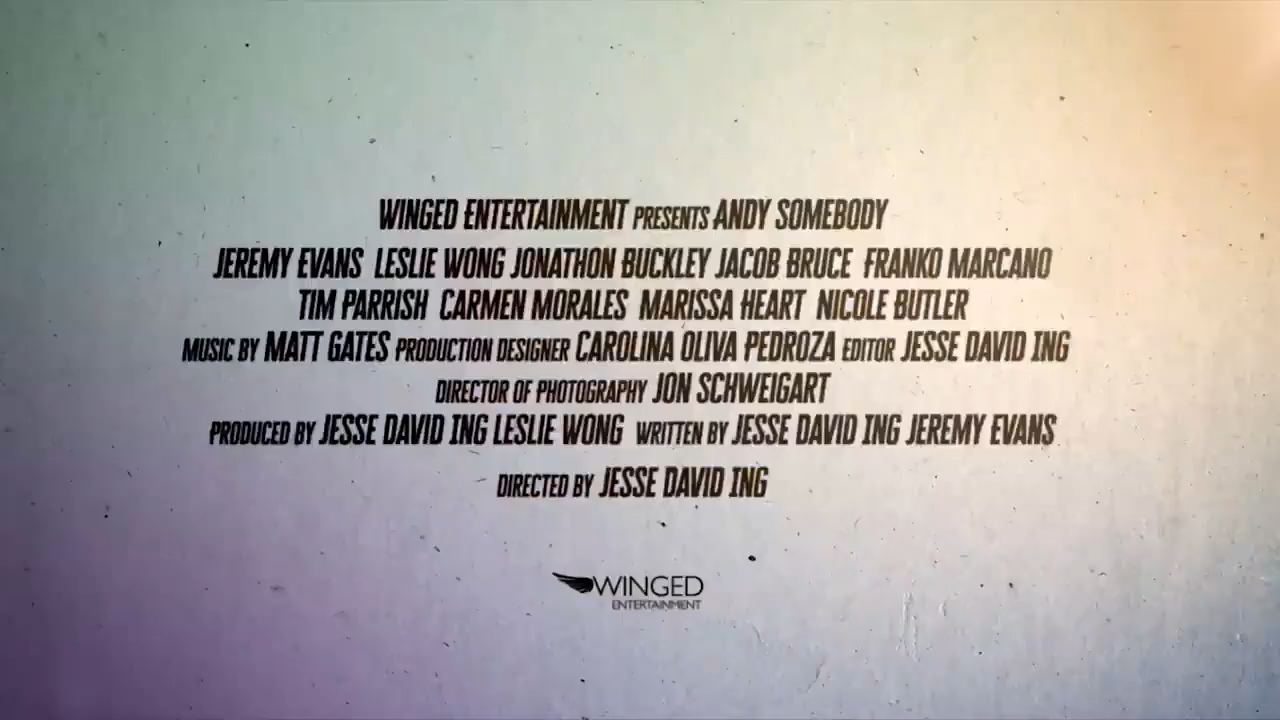 WINGED ENTERTAINMENT PRESENTS ANDY SOMEBODY
JEREMY EVANS LESLIE WONG JONATHON BUCKLEY JACOB BRUCE FRANKO MARCANO
TIM PARRISH CARMEN MORALES MARISSA HEART NICOLE BUTLER
MUSIC BY MATT GATES PRODUCTION DESIGNER CAROLINA OLIVA PEDROZA EDITOR JESSE DAVID ING
DIRECTOR OF PHOTOGRAPHY JON SCHWEIGART
PRODUCED BY JESSE DAVID ING LESLIE WONG WRITTEN BY JESSE DAVID ING JEREMY EVANS
DIRECTED BY JESSE DAVID ING
WINGED
ENTERTAINMENT